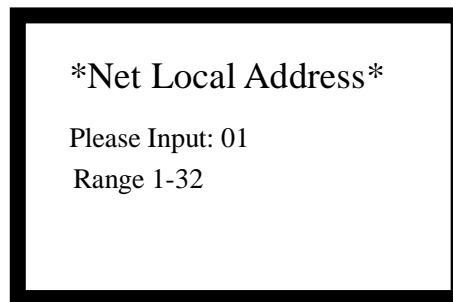 *Net Local Address*
Please Input: 01
Range 1-32